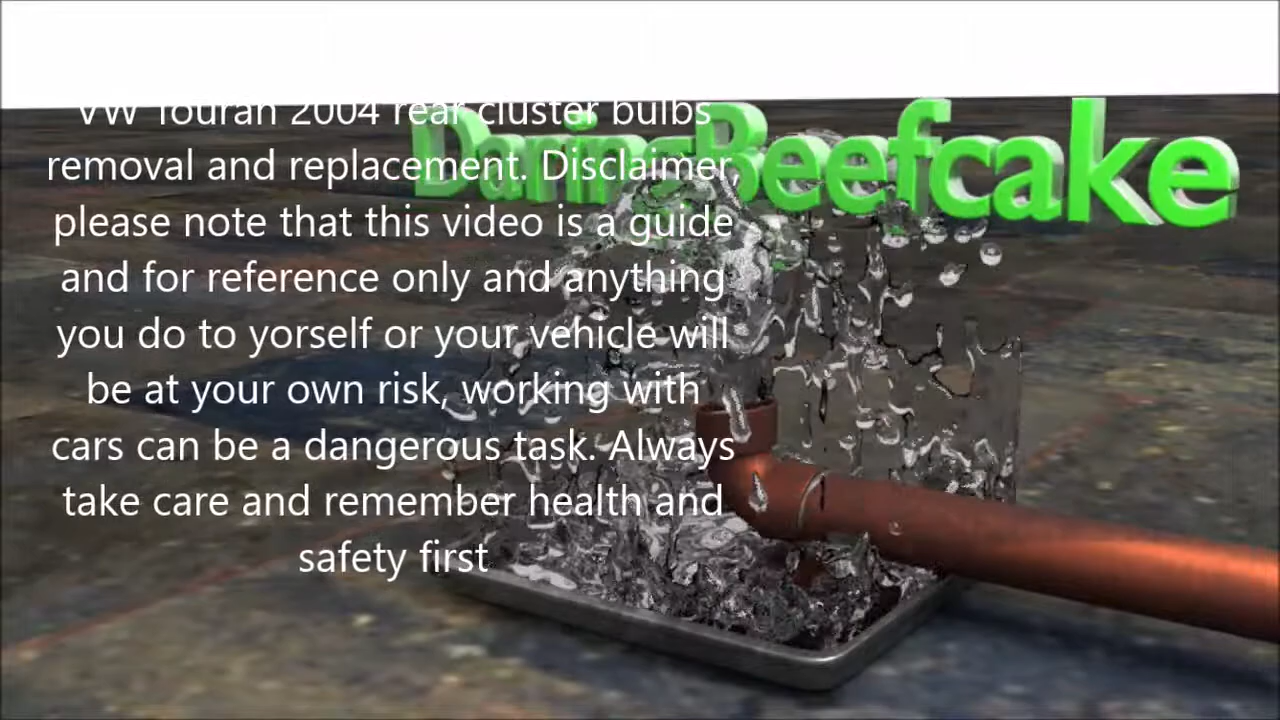 VW Touran 2004 rear cluster bulbs
removal and replacement. Disclaimer,
please note that this video is a guide
and for reference only and anything
you do to yorself or your vehicle will
be at your own risk, working with
cars can be a dangerous task. Always
take care and remember health and
safety first
DaringBeefcake